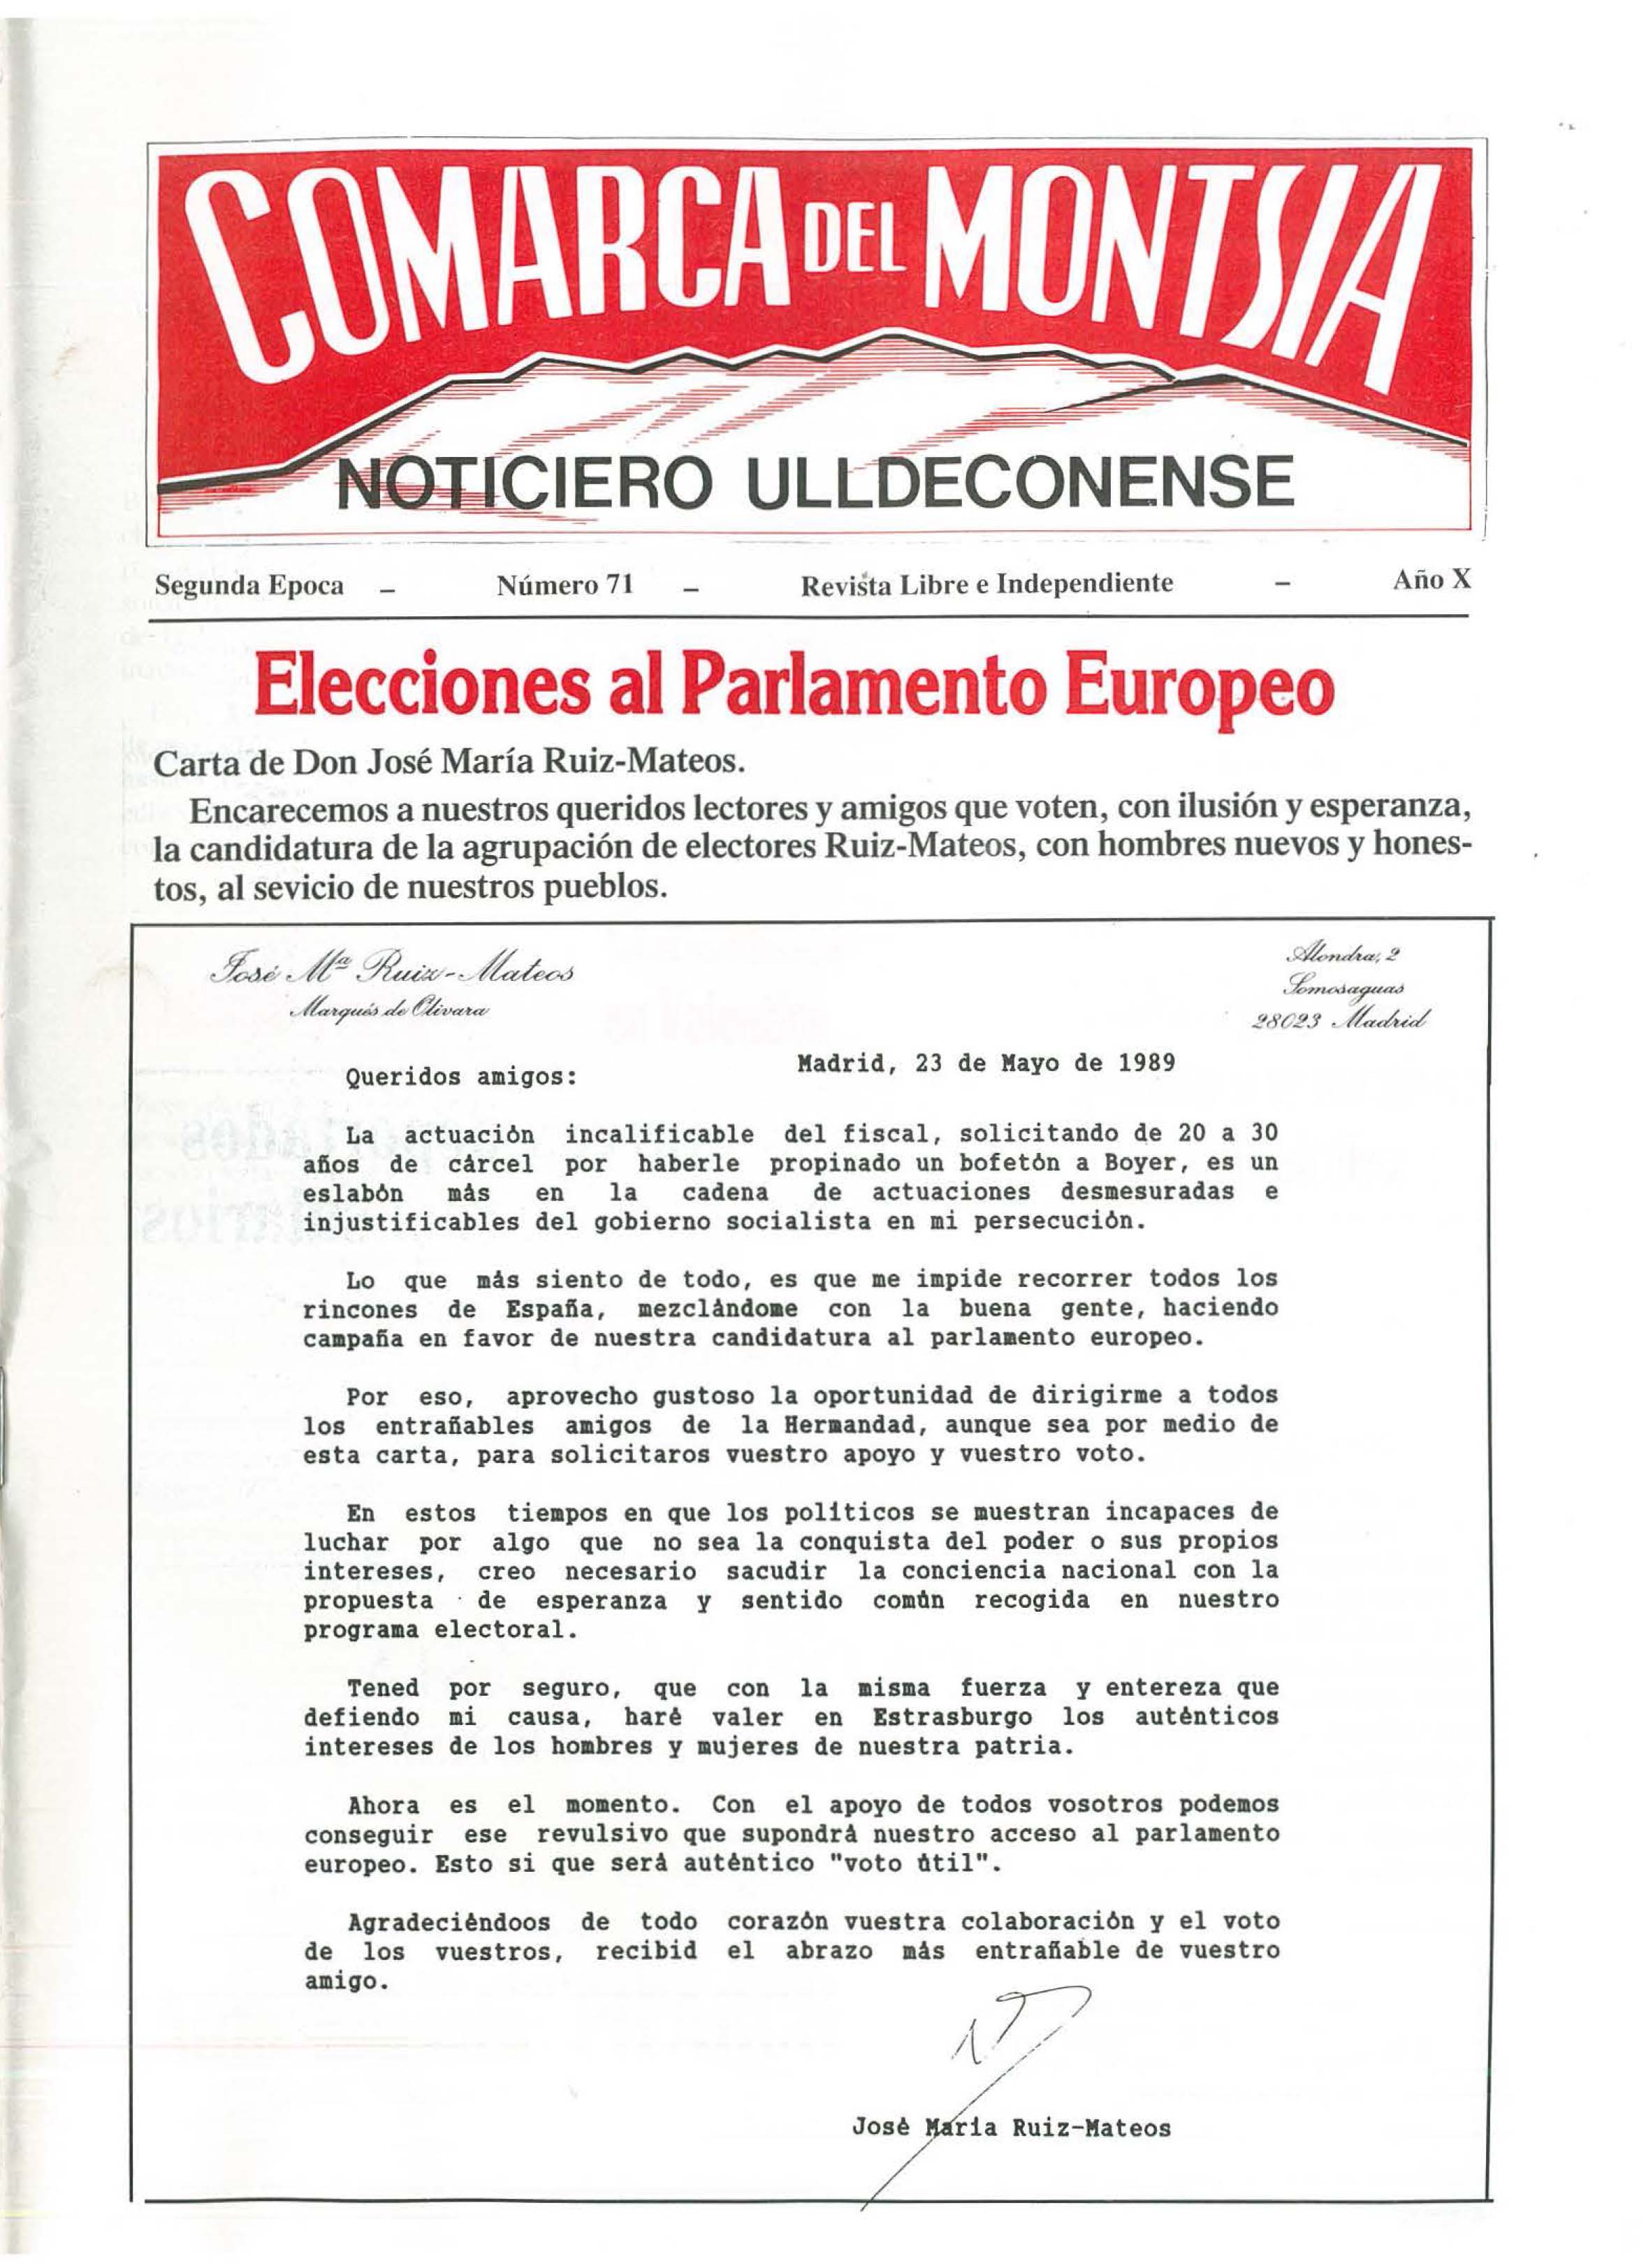 COMARCA DEL MONTSIA
NOTICIERO ULLDECONENSE
Segunda Epoca – Número 71 – Revista Libre e Independiente – Año X
Elecciones al Parlamento Europeo
Carta de Don José María Ruiz-Mateos.
Encarecemos a nuestros queridos lectores y amigos que voten, con ilusión y esperanza,
la candidatura de la agrupación de electores Ruiz-Mateos, con hombres nuevos y hones-
tos, al sevicio de nuestros pueblos.
José Mª Ruiz-Mateos
Marqués de Olivara
Alondra, 2
Somosaguas
28023 Madrid
Madrid, 23 de Mayo de 1989
Queridos amigos:
La actuación incalificable del fiscal, solicitando de 20 a 30
años de cárcel por haberle propinado un bofetón a Boyer, es un
eslabón más en la cadena de actuaciones desmesuradas e
injustificables del gobierno socialista en mi persecución.
Lo que más siento de todo, es que me impide recorrer todos los
rincones de España, mezclándome con la buena gente, haciendo
campaña en favor de nuestra candidatura al parlamento europeo.
Por eso, aprovecho gustoso la oportunidad de dirigirme a todos
los entrañables amigos de la Hermandad, aunque sea por medio de
esta carta, para solicitaros vuestro apoyo y vuestro voto.
En estos tiempos en que los políticos se muestran incapaces de
luchar por algo que no sea la conquista del poder o sus propios
intereses, creo necesario sacudir la conciencia nacional con la
propuesta de esperanza y sentido común recogida en nuestro
programa electoral.
Tened por seguro, que con la misma fuerza y entereza que
defiendo mi causa, haré valer en Estrasburgo los auténticos
intereses de los hombres y mujeres de nuestra patria.
Ahora es el momento. Con el apoyo de todos vosotros podemos
conseguir ese revulsivo que supondrá nuestro acceso al parlamento
europeo. Esto si que será auténtico "voto útil".
Agradeciéndoos de todo corazón vuestra colaboración y el voto
de los vuestros, recibid el abrazo más entrañable de vuestro
amigo.
José María Ruiz-Mateos